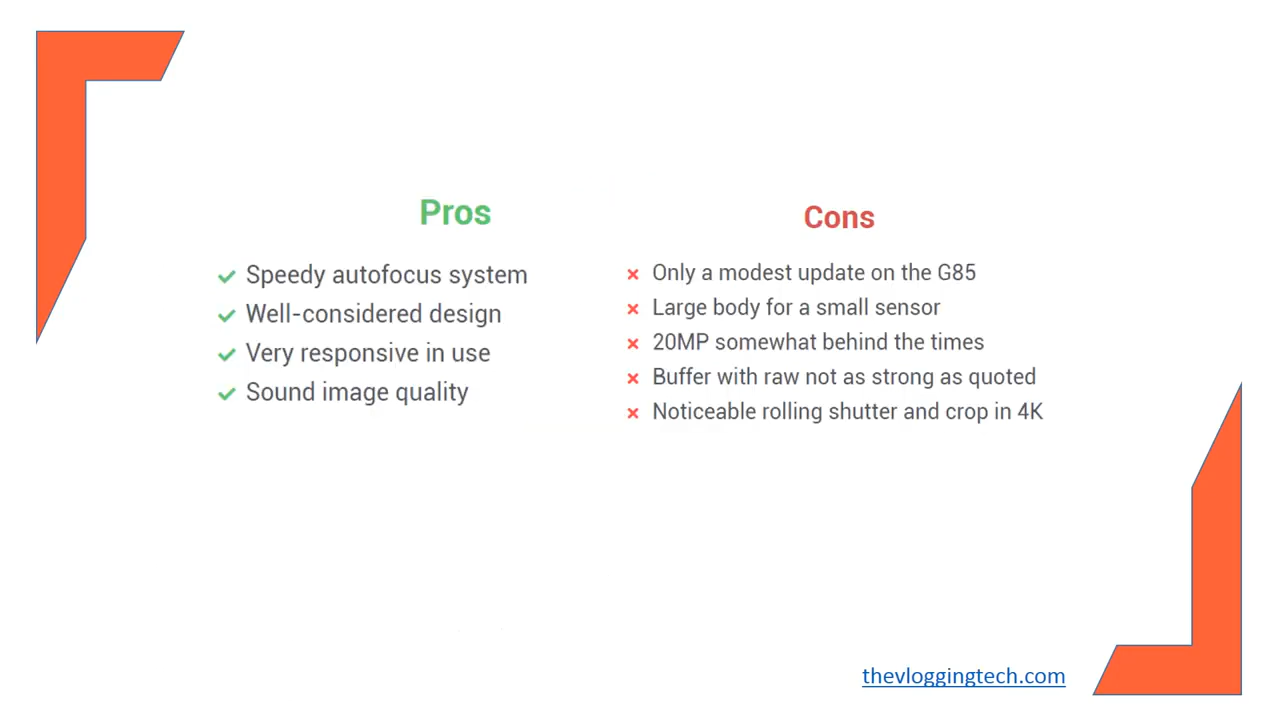 Pros
Speedy autofocus system
Well-considered design
Very responsive in use
Sound image quality
Cons
Only a modest update on the G85
Large body for a small sensor
20MP somewhat behind the times
Buffer with raw not as strong as quoted
Noticeable rolling shutter and crop in 4K
thevloggingtech.com